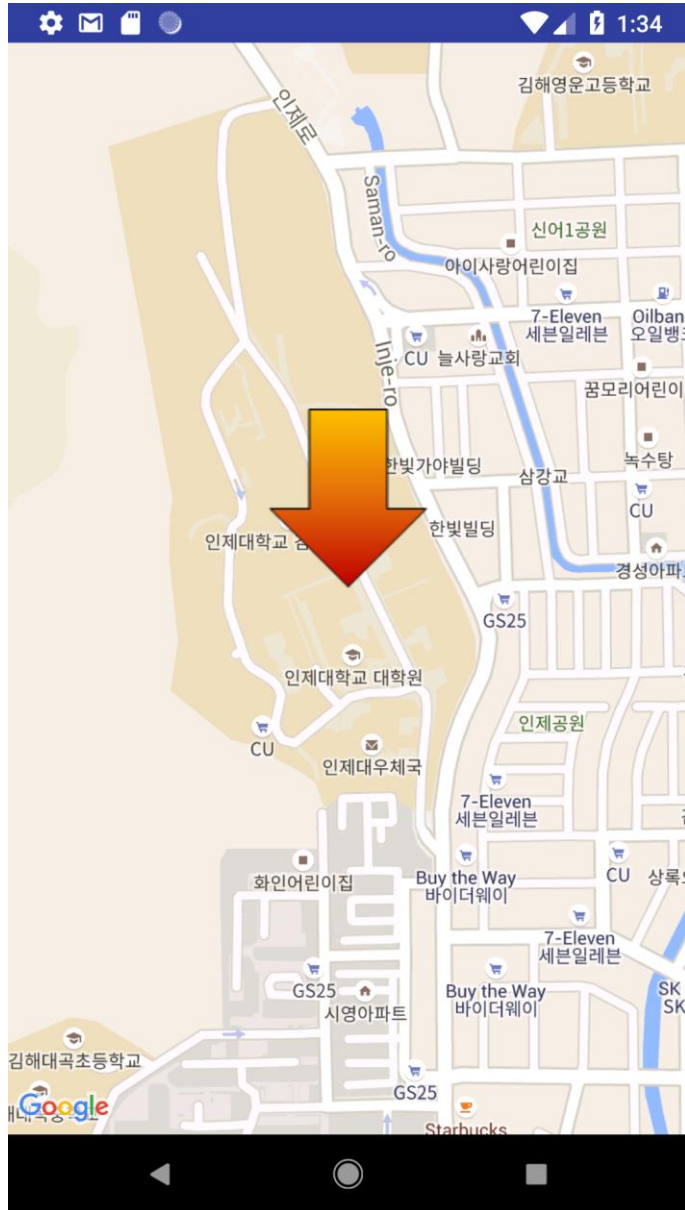 1:34
김해영운고등학교
인제로
Saman-ro
신어1공원
아이사랑어린이집
7-Eleven
세븐일레븐
Oilban
오일뱅크
CU
늘사랑교회
Inje-ro
꿈모리어린이
한빛가야빌딩
삼강교
녹수탕
CU
인제대학교
한빛빌딩
경성아파
GS25
인제대학교 대학원
인제공원
CU
인제대우체국
7-Eleven
세븐일레븐
화인어린이집
Buy the Way
바이더웨이
CU
상록
7-Eleven
세븐일레븐
GS25
시영아파트
Buy the Way
바이더웨이
SK
SK
김해대곡초등학교
Google
GS25
Starbucks